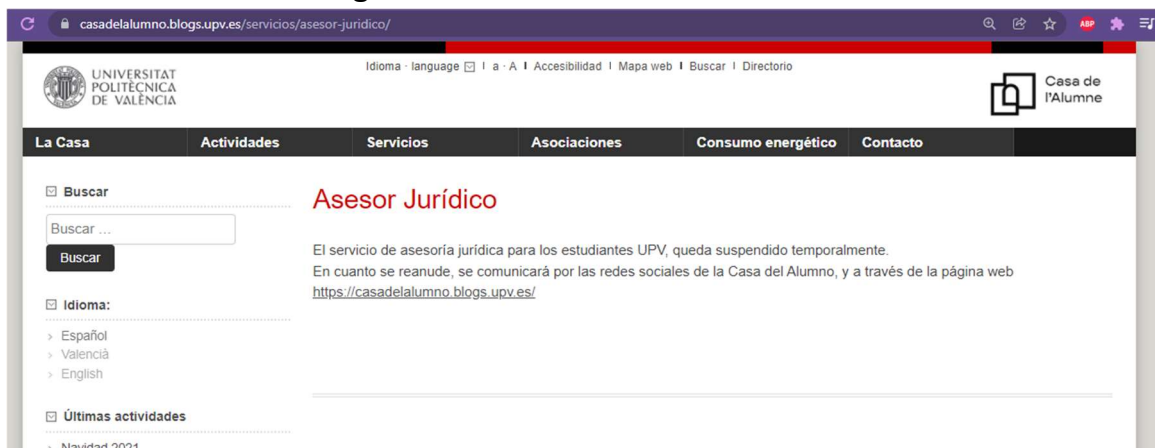 casadelalumno.blogs.upv.es/servicios/asesor-juridico/
ABP
UNIVERSITAT
POLITÈCNICA
DE VALÈNCIA
Idioma · language | a · A | Accesibilidad | Mapa web | Buscar | Directorio
Casa de
l'Alumne
La Casa Actividades Servicios Asociaciones Consumo energético Contacto
Buscar
Buscar ...
Buscar
Idioma:
> Español
> Valencià
> English
Últimas actividades
> Navidad 2021
Asesor Jurídico
El servicio de asesoría jurídica para los estudiantes UPV, queda suspendido temporalmente.
En cuanto se reanude, se comunicará por las redes sociales de la Casa del Alumno, y a través de la página web
https://casadelalumno.blogs.upv.es/